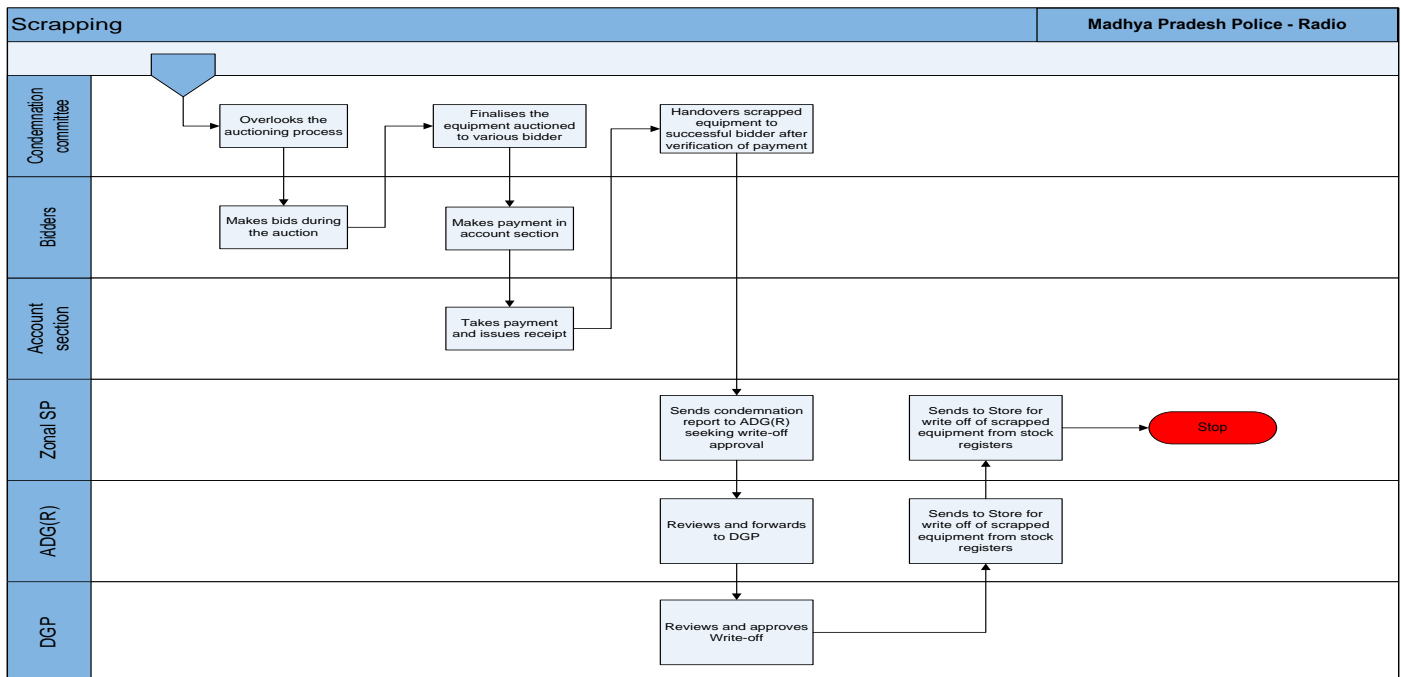 Scrapping
Madhya Pradesh Police - Radio
Condemnation
committee
Overlooks the
auctioning process
Finalises the
equipment auctioned
to various bidder
Handovers scrapped
equipment to
successful bidder after
verification of payment
Bidders
Makes bids during
the auction
Makes payment in
account section
Account
section
Takes payment
and issues receipt
Zonal SP
Sends condemnation
report to ADG(R)
seeking write-off
approval
Sends to Store for
write off of scrapped
equipment from stock
registers
Stop
ADG(R)
Reviews and forwards
to DGP
Sends to Store for
write off of scrapped
equipment from stock
registers
DGP
Reviews and approves
Write-off